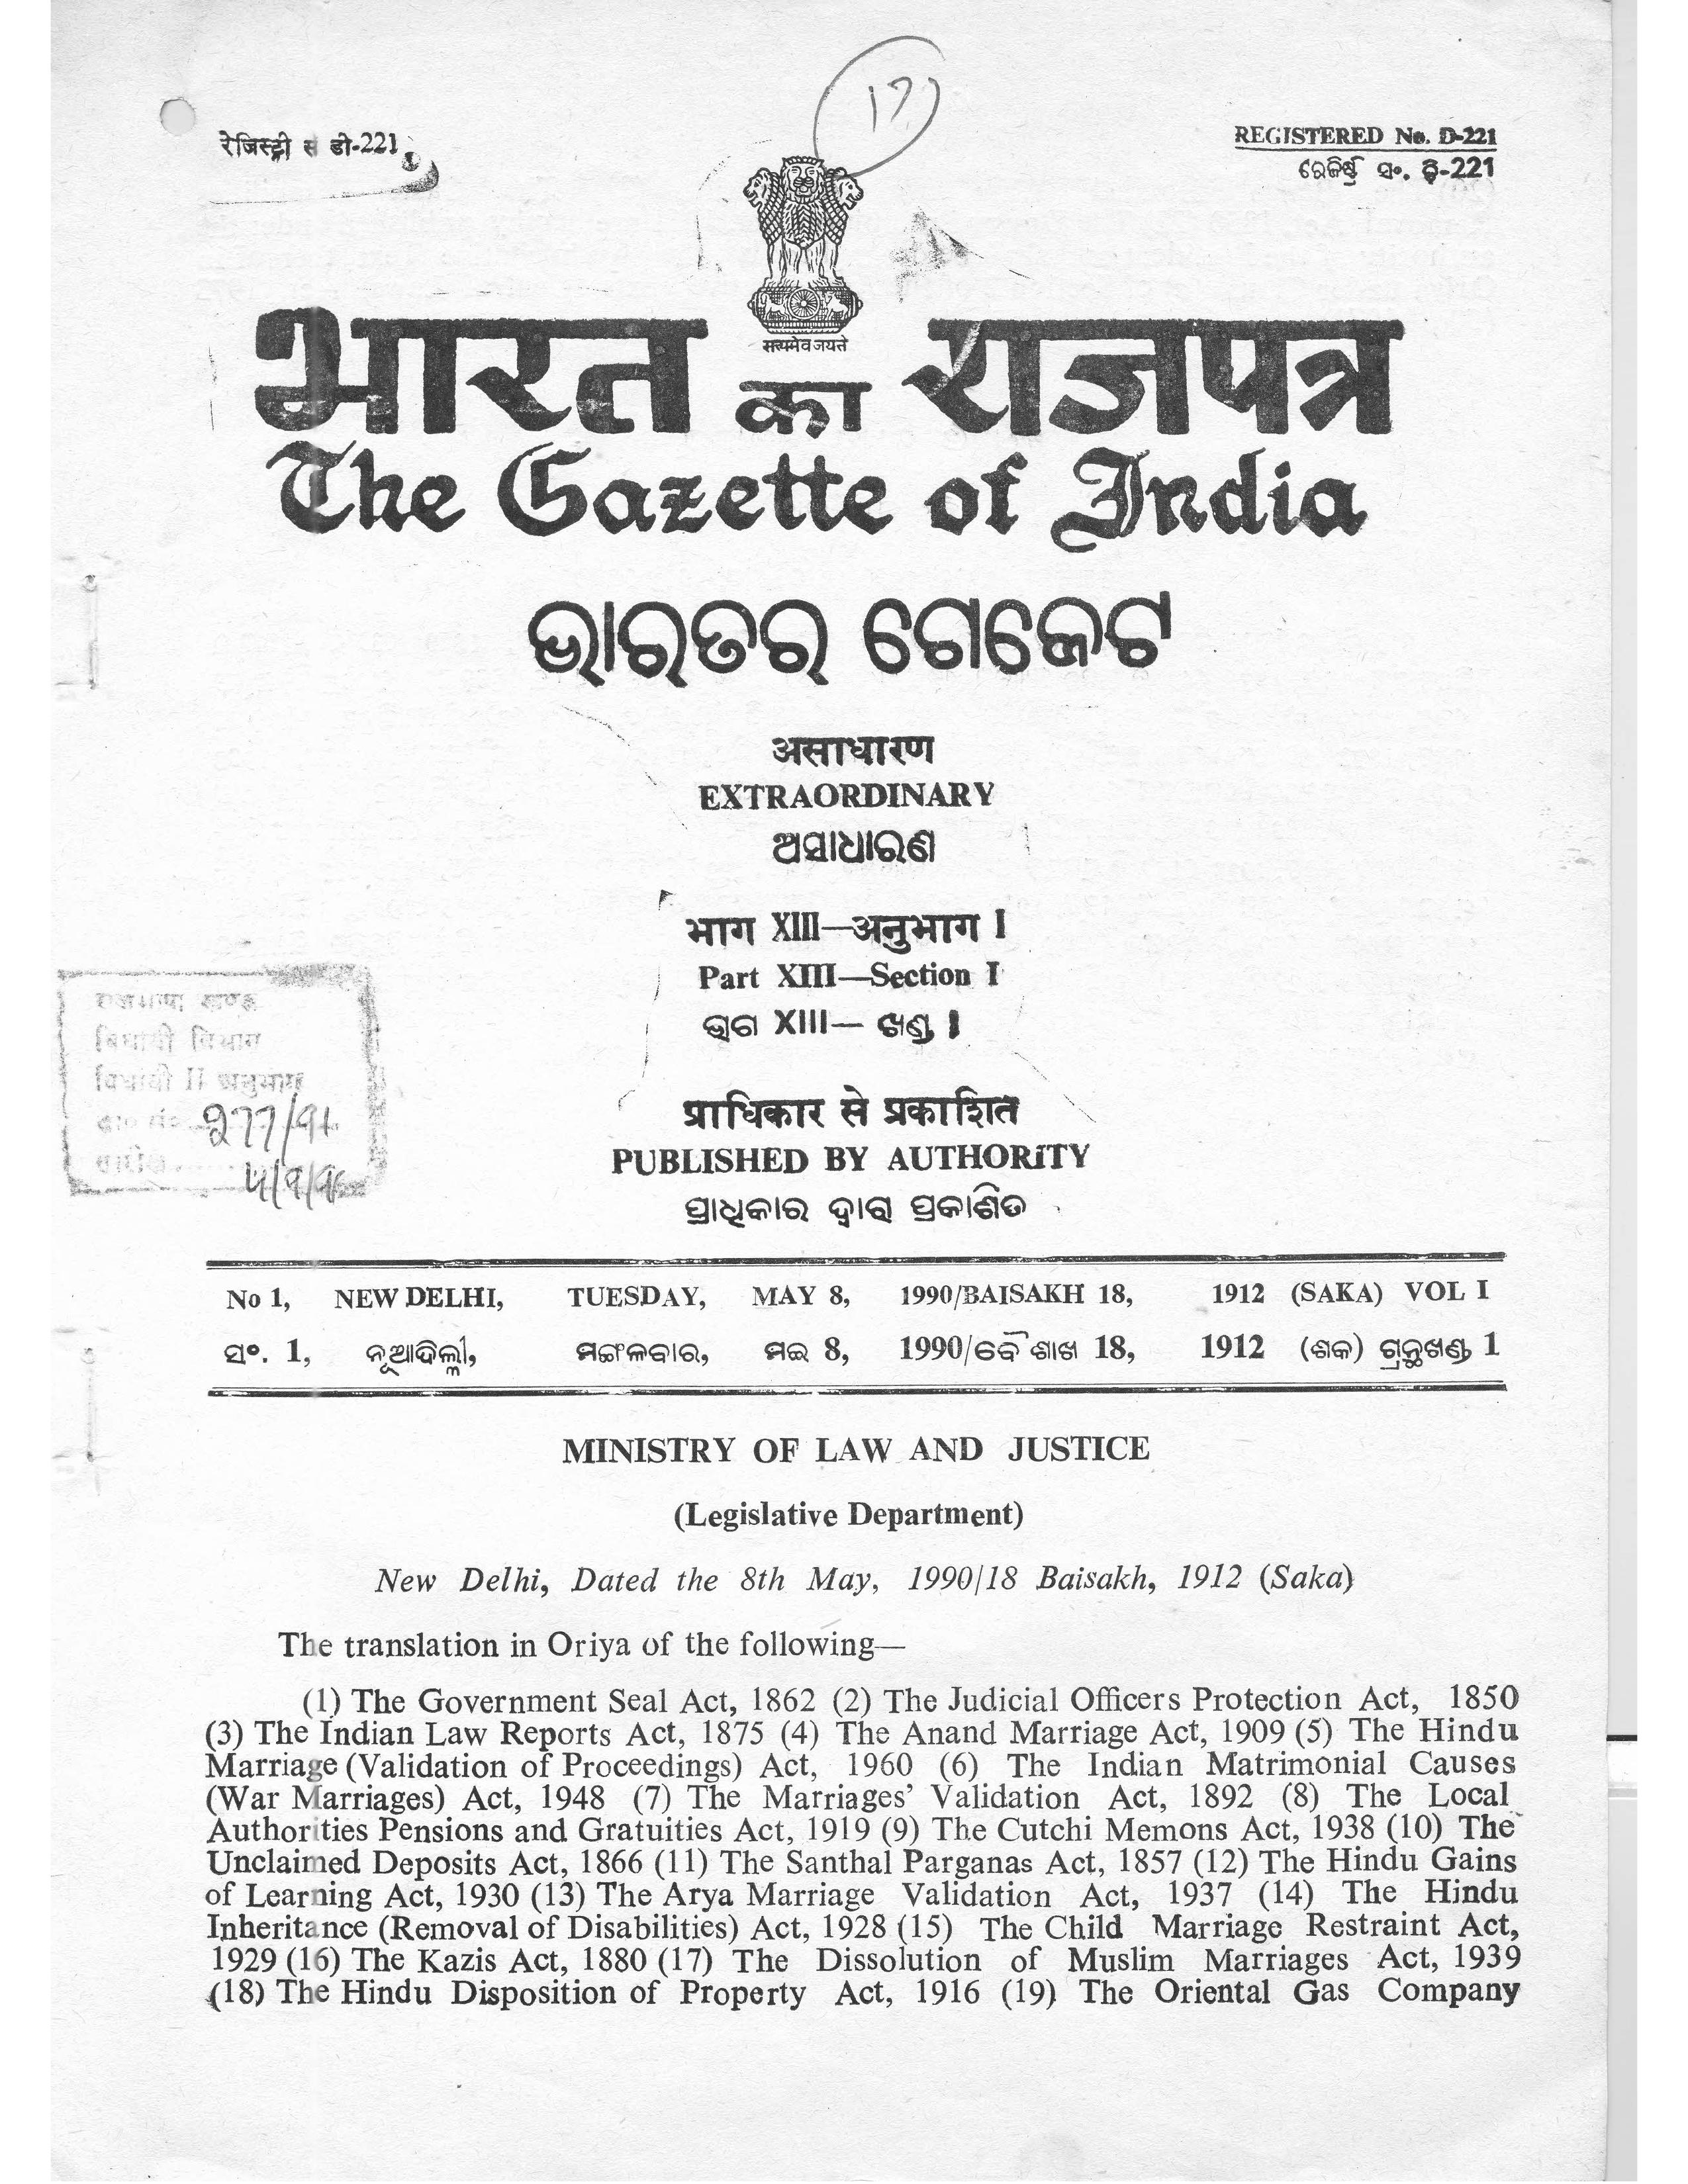 17
रेजिस्ट्री सं डी-221
REGISTERED No. D-221
ରେଜିଷ୍ଟ୍ରି ସଂ. ଡ଼ି-221
सत्यमेव जयते
भारत का राजपत्र
The Gazette of India
ଭାରତର ଗେଜେଟ
असाधारण
EXTRAORDINARY
ଅସାଧାରଣ
भाग XIII—अनुभाग I
Part XIII—Section I
ଭାଗ XIII— ଖଣ୍ଡ I
राजभाषा खण्ड
विधायी विभाग
विधायी II अनुभाग
277/91
प्राधिकार से प्रकाशित
PUBLISHED BY AUTHORITY
ପ୍ରାଧିକାର ଦ୍ୱାରା ପ୍ରକାଶିତ
No 1, NEW DELHI, TUESDAY, MAY 8, 1990/BAISAKH 18, 1912 (SAKA) VOL I
ସଂ. 1, ନୂଆଦିଲ୍ଲୀ, ମଙ୍ଗଳବାର, ମଇ 8, 1990/ବୈଶାଖ 18, 1912 (ଶକ) ଗ୍ରନ୍ଥଖଣ୍ଡ 1
MINISTRY OF LAW AND JUSTICE
(Legislative Department)
New Delhi, Dated the 8th May, 1990/18 Baisakh, 1912 (Saka)
The translation in Oriya of the following—
(1) The Government Seal Act, 1862 (2) The Judicial Officers Protection Act, 1850
(3) The Indian Law Reports Act, 1875 (4) The Anand Marriage Act, 1909 (5) The Hindu
Marriage (Validation of Proceedings) Act, 1960 (6) The Indian Matrimonial Causes
(War Marriages) Act, 1948 (7) The Marriages' Validation Act, 1892 (8) The Local
Authorities Pensions and Gratuities Act, 1919 (9) The Cutchi Memons Act, 1938 (10) The
Unclaimed Deposits Act, 1866 (11) The Santhal Parganas Act, 1857 (12) The Hindu Gains
of Learning Act, 1930 (13) The Arya Marriage Validation Act, 1937 (14) The Hindu
Inheritance (Removal of Disabilities) Act, 1928 (15) The Child Marriage Restraint Act,
1929 (16) The Kazis Act, 1880 (17) The Dissolution of Muslim Marriages Act, 1939
(18) The Hindu Disposition of Property Act, 1916 (19) The Oriental Gas Company